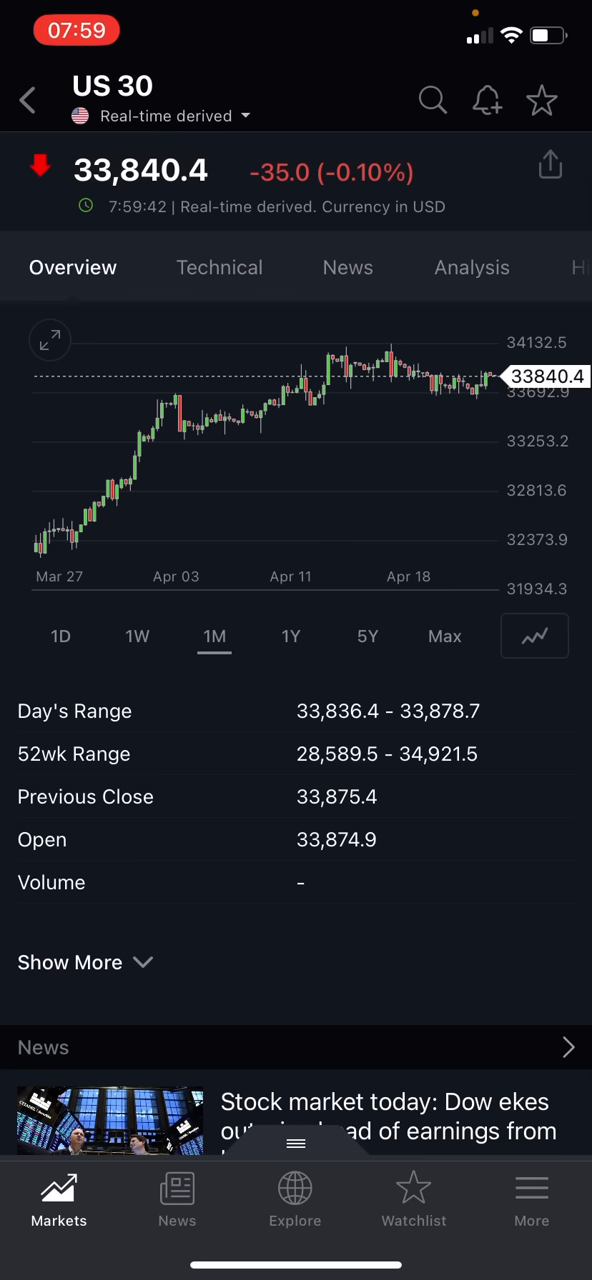 07:59
US 30
Real-time derived
33,840.4 -35.0 (-0.10%)
7:59:42 | Real-time derived. Currency in USD
Overview Technical News Analysis
34132.5
33840.4
33692.9
33253.2
32813.6
32373.9
31934.3
Mar 27 Apr 03 Apr 11 Apr 18
1D 1W 1M 1Y 5Y Max
Day's Range 33,836.4 - 33,878.7
52wk Range 28,589.5 - 34,921.5
Previous Close 33,875.4
Open 33,874.9
Volume -
Show More
News
Stock market today: Dow ekes
of earnings from
Markets News Explore Watchlist More